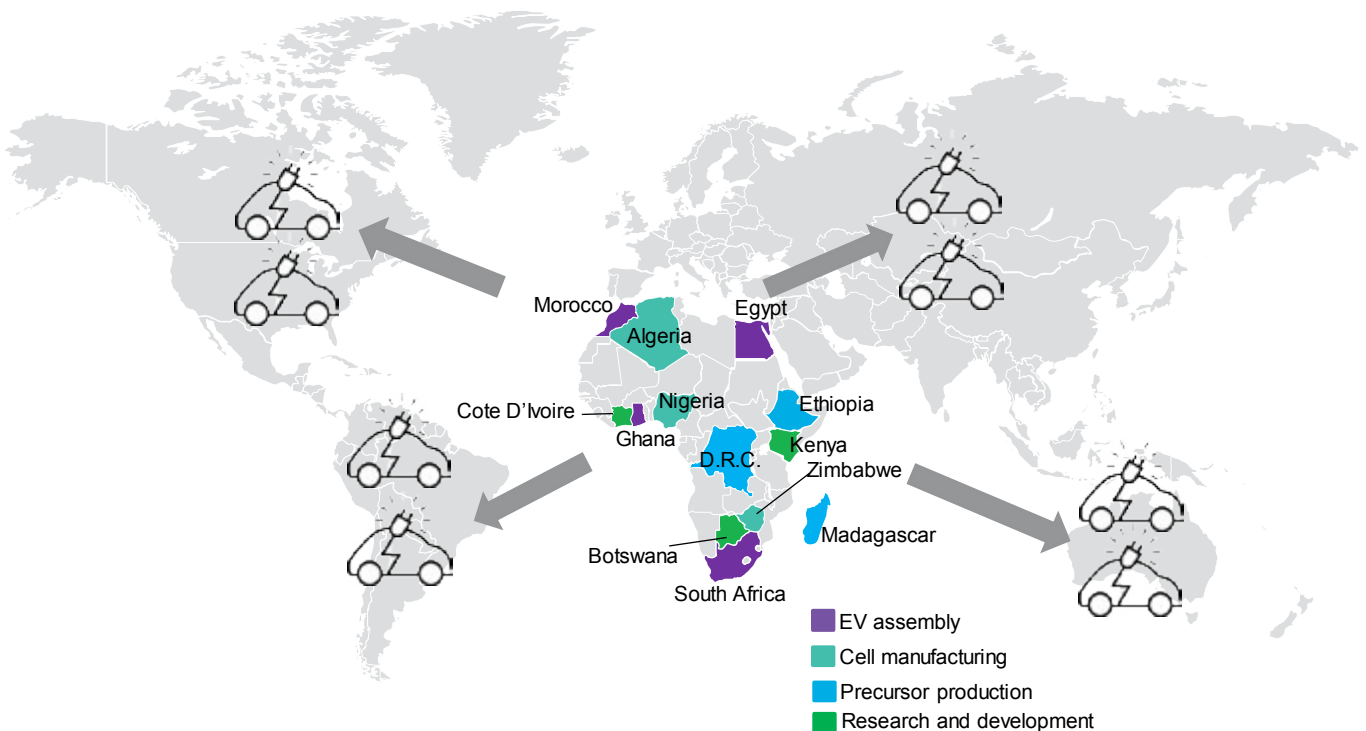 Morocco
Egypt
Algeria
Cote D’Ivoire
Nigeria
Ethiopia
Ghana
Kenya
D.R.C.
Zimbabwe
Madagascar
Botswana
South Africa
EV assembly
Cell manufacturing
Precursor production
Research and development